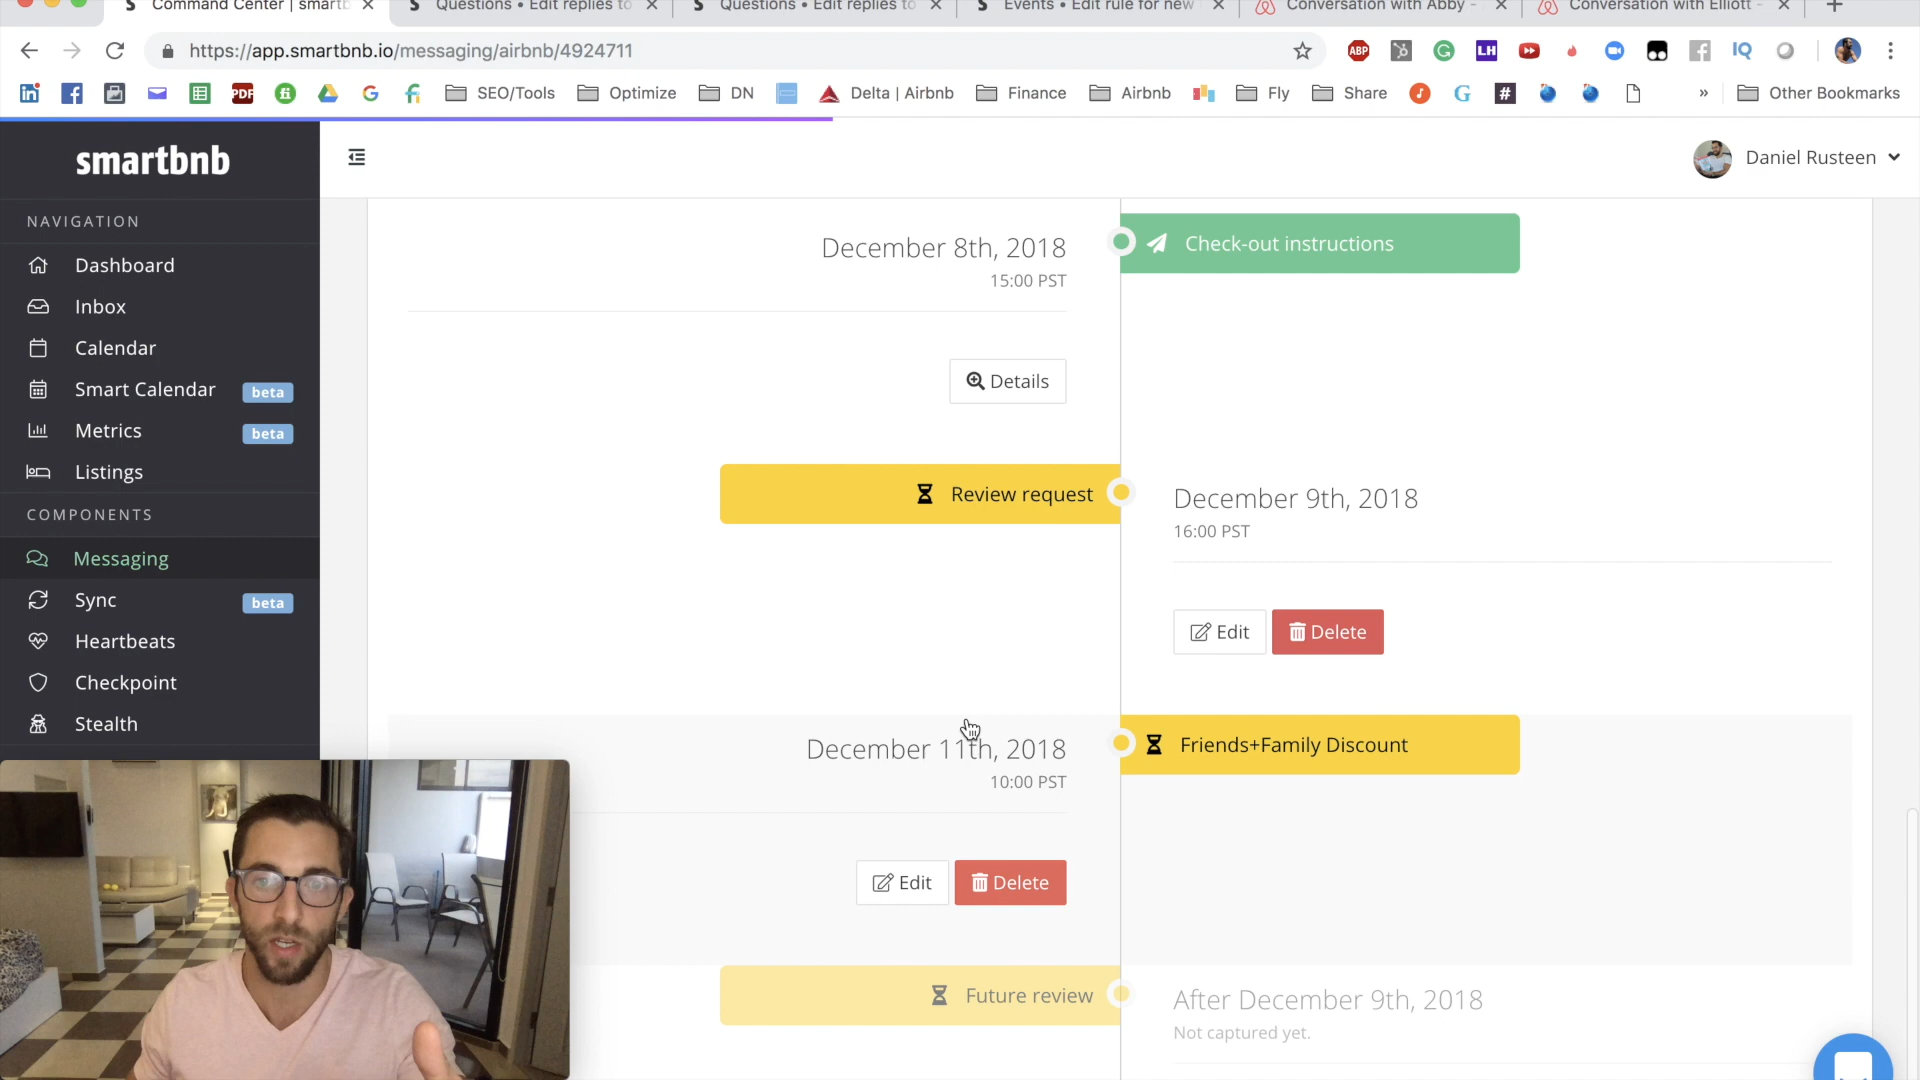 Command Center | smartb
Questions • Edit replies to
Questions • Edit replies to
Events • Edit rule for new
Conversation with Abby -
Conversation with Elliott -
https://app.smartbnb.io/messaging/airbnb/4924711
ABP
LH
IQ
PDF
SEO/Tools
Optimize
DN
Delta | Airbnb
Finance
Airbnb
Fly
Share
»
Other Bookmarks
smartbnb
Daniel Rusteen
NAVIGATION
Dashboard
Inbox
Calendar
Smart Calendar beta
Metrics beta
Listings
COMPONENTS
Messaging
Sync beta
Heartbeats
Checkpoint
Stealth
December 8th, 2018
15:00 PST
Check-out instructions
Details
Review request
December 9th, 2018
16:00 PST
Edit Delete
December 11th, 2018
10:00 PST
Friends+Family Discount
Edit Delete
Future review
After December 9th, 2018
Not captured yet.